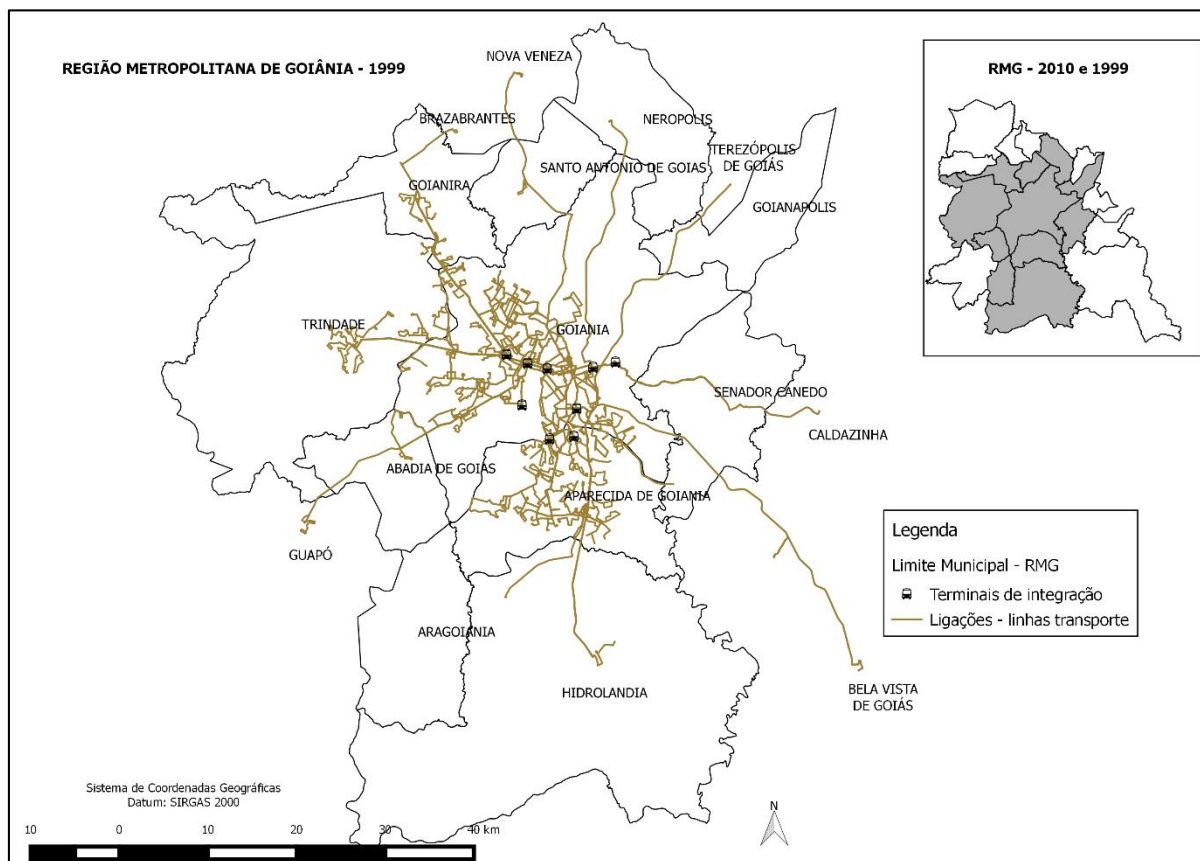 REGIÃO METROPOLITANA DE GOIÂNIA - 1999
RMG - 2010 e 1999
NOVA VENEZA
BRAZABRANTES
NEROPOLIS
TEREZÓPOLIS
DE GOIÁS
SANTO ANTONIO DE GOIAS
GOIANIRA
GOIANAPOLIS
TRINDADE
GOIANIA
SENADOR CANEDO
CALDAZINHA
ABADIA DE GOIAS
APARECIDA DE GOIANIA
GUAPÓ
ARAGOIANIA
HIDROLANDIA
BELA VISTA
DE GOIÁS
Legenda
Limite Municipal - RMG
Terminais de integração
Ligações - linhas transporte
Sistema de Coordenadas Geográficas
Datum: SIRGAS 2000
N
10 0 10 20 30 40 km